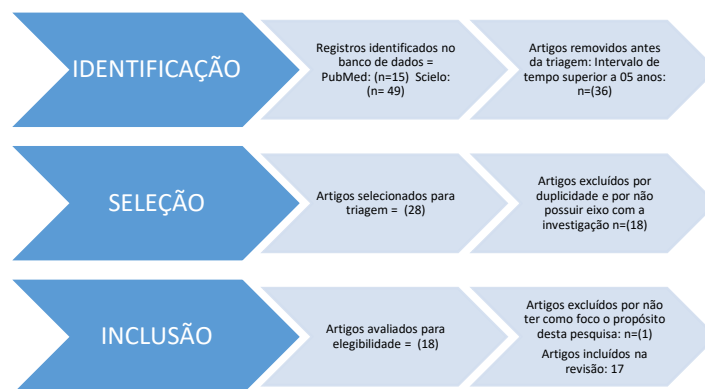 IDENTIFICAÇÃO
Registros identificados no
banco de dados =
PubMed: (n=15) Scielo:
(n= 49)
Artigos removidos antes
da triagem: Intervalo de
tempo superior a 05 anos:
n=(36)
SELEÇÃO
Artigos selecionados para
triagem = (28)
Artigos excluídos por
duplicidade e por não
possuir eixo com a
investigação n=(18)
INCLUSÃO
Artigos avaliados para
elegibilidade = (18)
Artigos excluídos por não
ter como foco o propósito
desta pesquisa: n=(1)
Artigos incluídos na
revisão: 17